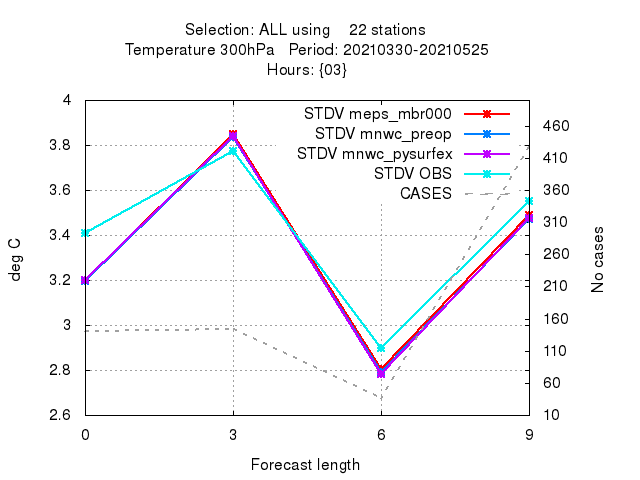 Selection: ALL using    22 stations
Temperature 300hPa   Period: 20210330-20210525
Hours: {03}
STDV meps_mbr000
STDV mnwc_preop
STDV mnwc_pysurfex
STDV OBS
CASES
4
3.8
3.6
3.4
3.2
3
2.8
2.6
deg C
460
410
360
310
260
210
160
110
60
10
No cases
0 3 6 9
Forecast length